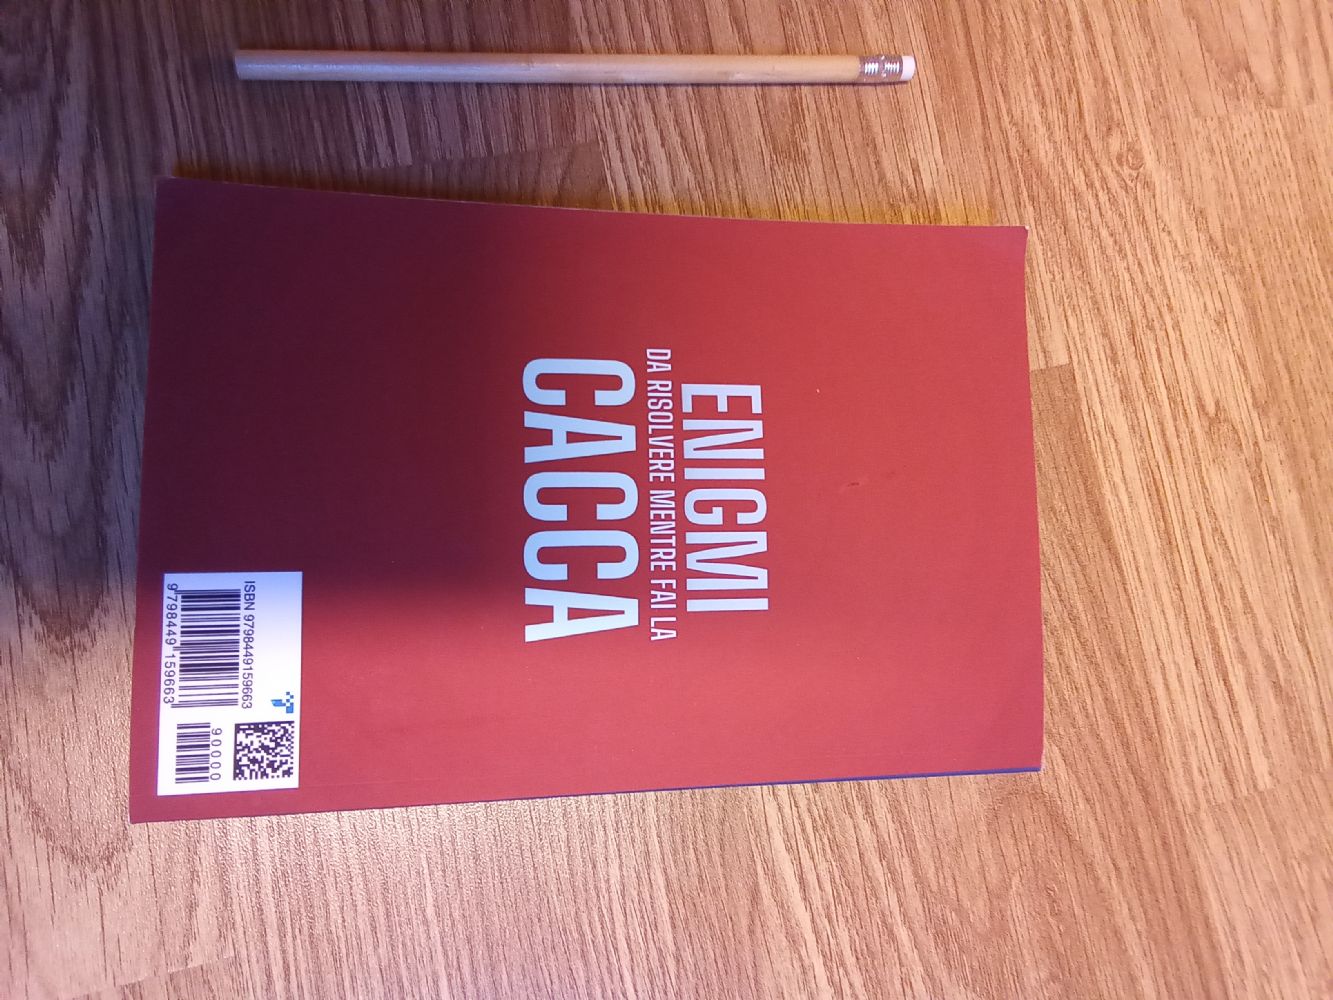 ENIGMI
DA RISOLVERE MENTRE FAI LA
CACCA
ISBN 9798449159663
90000
9 798449 159663